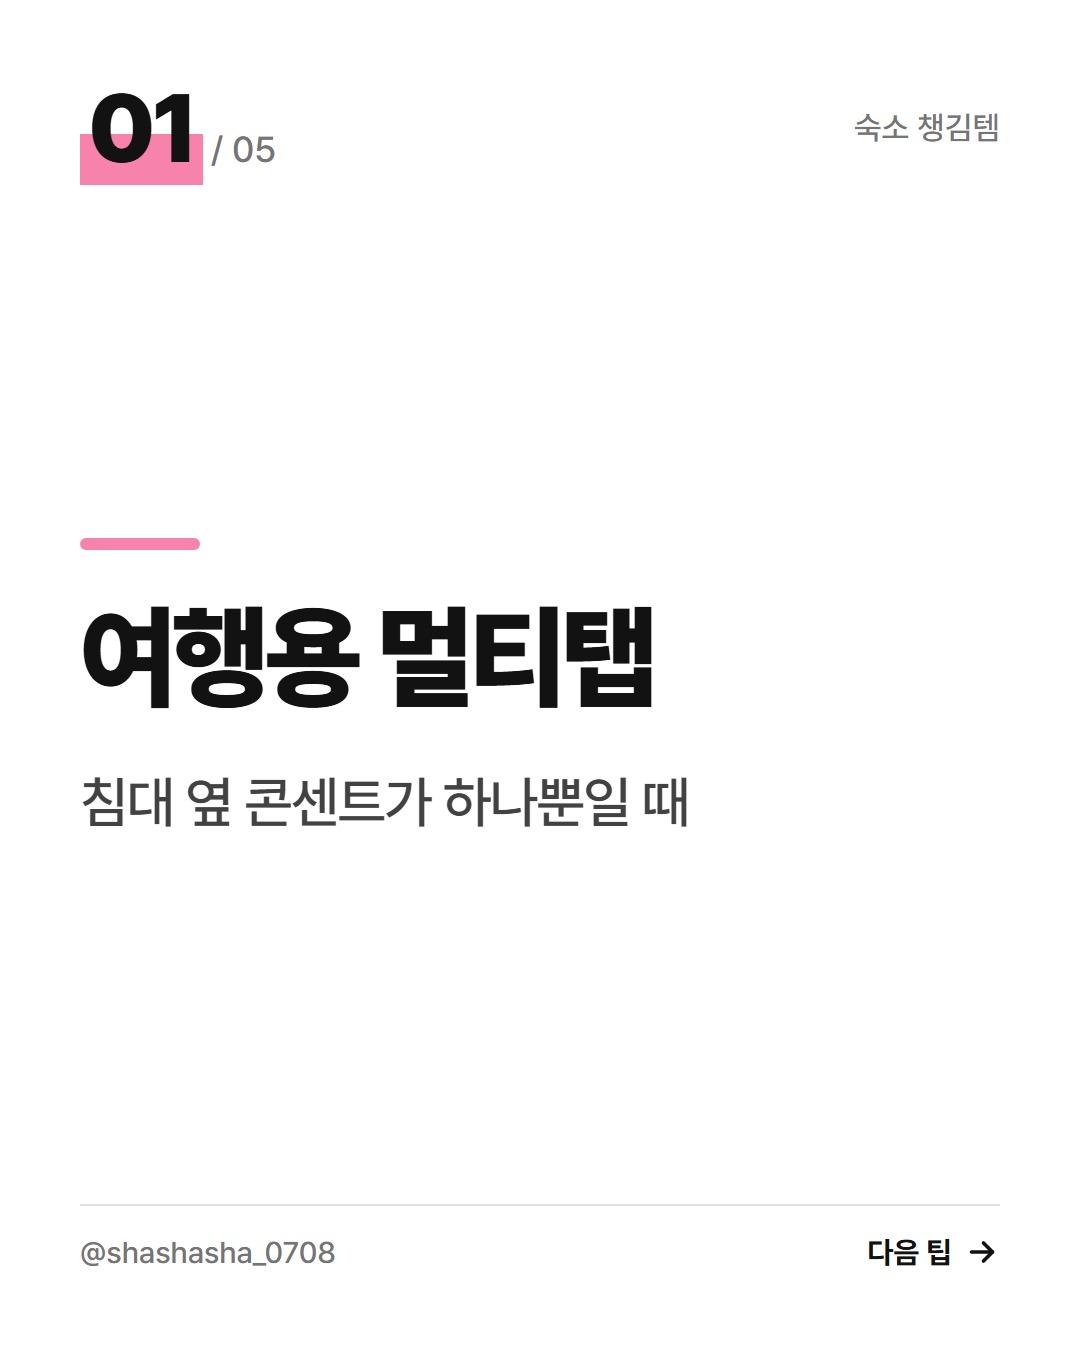 01 / 05
숙소 챙김템
여행용 멀티탭
침대 옆 콘센트가 하나뿐일 때
@shashasha_0708
다음 팁 →